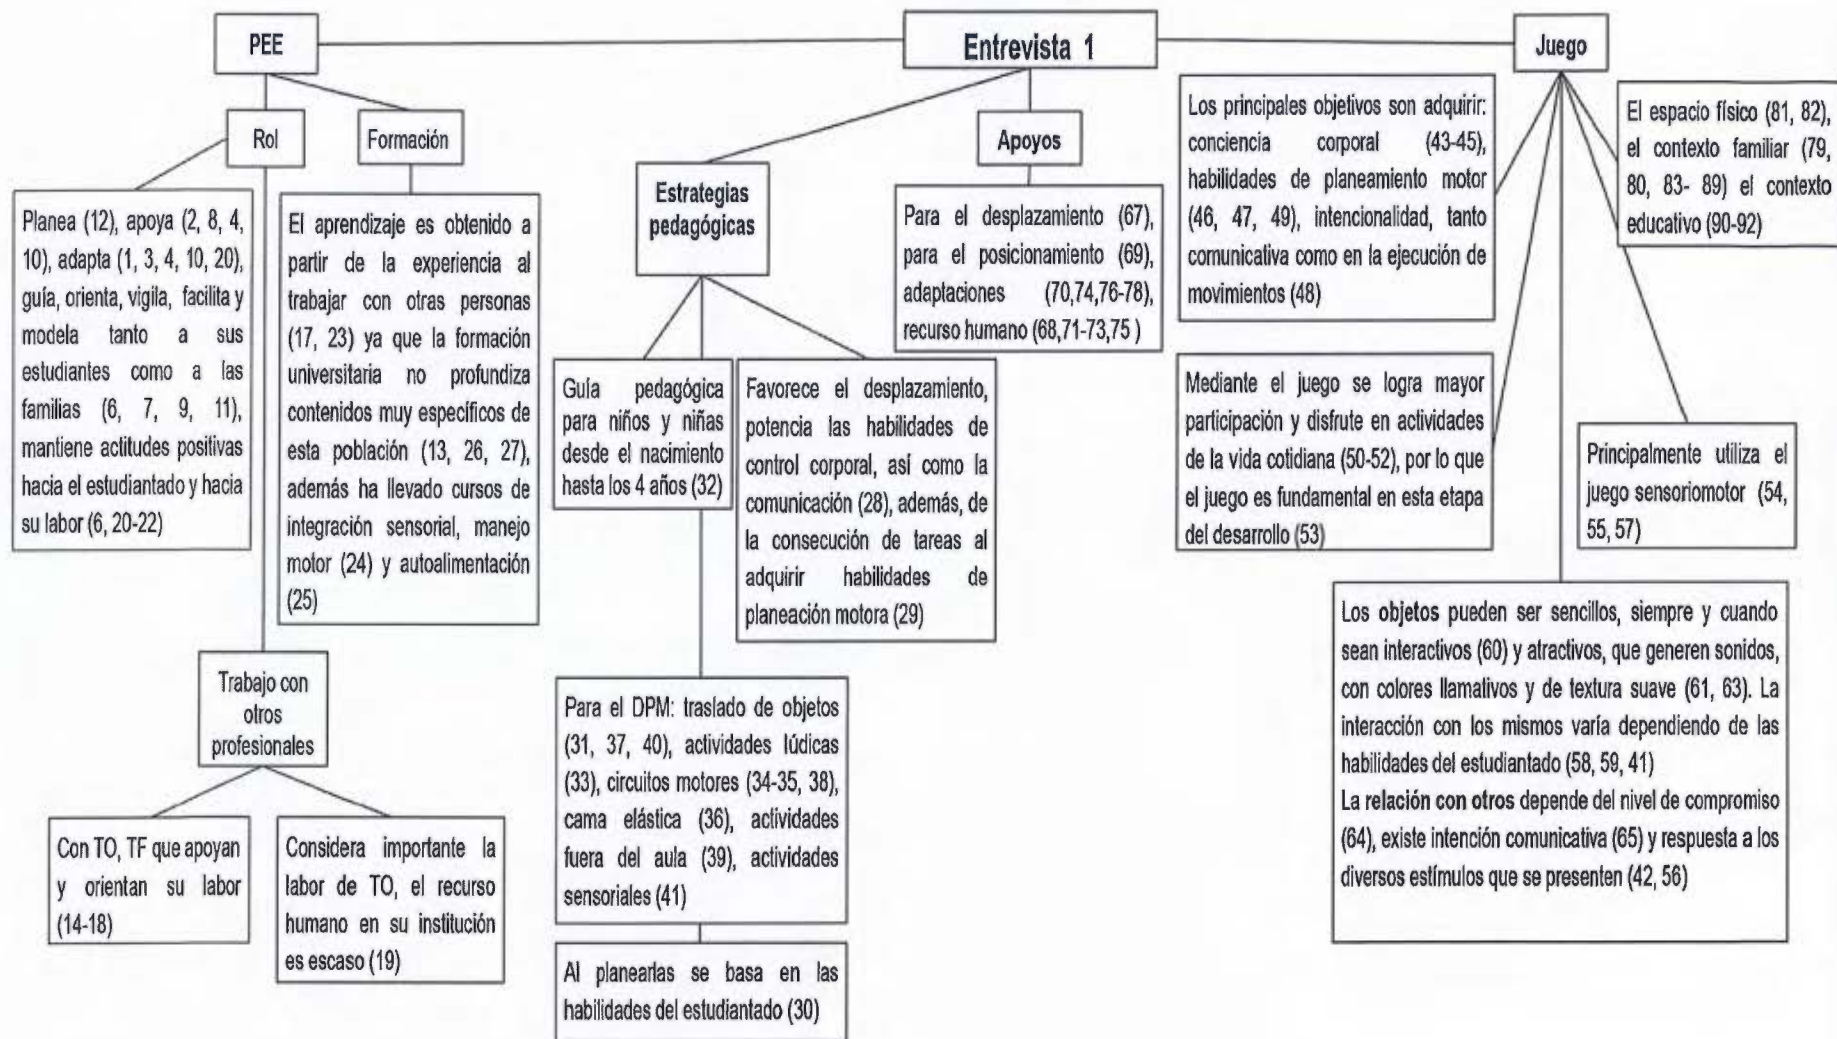 PEE
Entrevista 1
Juego
Rol
Formación
Planea (12), apoya (2, 8, 4,
10), adapta (1, 3, 4, 10, 20),
guía, orienta, vigila, facilita y
modela tanto a sus
estudiantes como a las
familias (6, 7, 9, 11),
mantiene actitudes positivas
hacia el estudiantado y hacia
su labor (6, 20-22)
El aprendizaje es obtenido a
partir de la experiencia al
trabajar con otras personas
(17, 23) ya que la formación
universitaria no profundiza
contenidos muy específicos de
esta población (13, 26, 27),
además ha llevado cursos de
integración sensorial, manejo
motor (24) y autoalimentación
(25)
Trabajo con
otros
profesionales
Con TO, TF que apoyan
y orientan su labor
(14-18)
Considera importante la
labor de TO, el recurso
humano en su institución
es escaso (19)
Estrategias
pedagógicas
Guía pedagógica
para niños y niñas
desde el nacimiento
hasta los 4 años (32)
Favorece el desplazamiento,
potencia las habilidades de
control corporal, así como la
comunicación (28), además, de
la consecución de tareas al
adquirir habilidades de
planeación motora (29)
Para el DPM: traslado de objetos
(31, 37, 40), actividades lúdicas
(33), circuitos motores (34-35, 38),
cama elástica (36), actividades
fuera del aula (39), actividades
sensoriales (41)
Al planearlas se basa en las
habilidades del estudiantado (30)
Apoyos
Para el desplazamiento (67),
para el posicionamiento (69),
adaptaciones (70,74,76-78),
recurso humano (68,71-73,75 )
Los principales objetivos son adquirir:
conciencia corporal (43-45),
habilidades de planeamiento motor
(46, 47, 49), intencionalidad, tanto
comunicativa como en la ejecución de
movimientos (48)
El espacio físico (81, 82),
el contexto familiar (79,
80, 83- 89) el contexto
educativo (90-92)
Mediante el juego se logra mayor
participación y disfrute en actividades
de la vida cotidiana (50-52), por lo que
el juego es fundamental en esta etapa
del desarrollo (53)
Principalmente utiliza el
juego sensoriomotor (54,
55, 57)
Los objetos pueden ser sencillos, siempre y cuando
sean interactivos (60) y atractivos, que generen sonidos,
con colores llamativos y de textura suave (61, 63). La
interacción con los mismos varía dependiendo de las
habilidades del estudiantado (58, 59, 41)
La relación con otros depende del nivel de compromiso
(64), existe intención comunicativa (65) y respuesta a los
diversos estímulos que se presenten (42, 56)